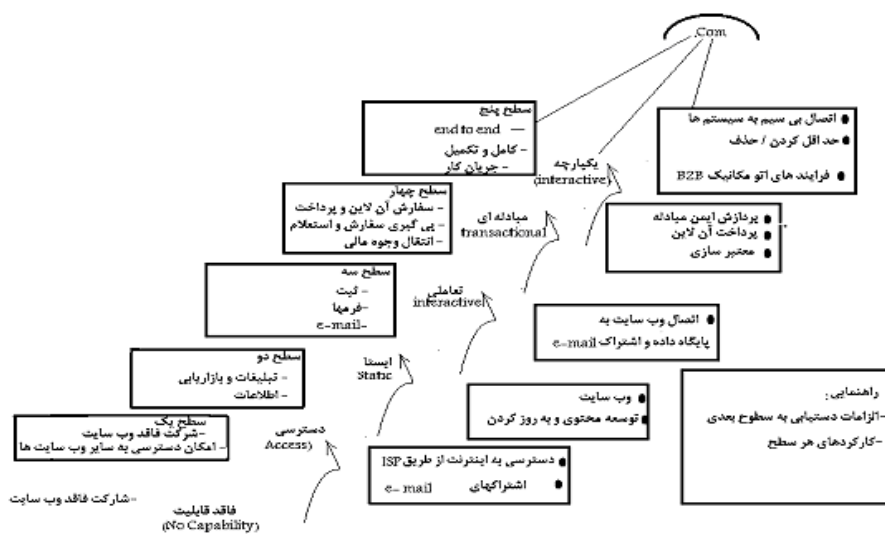 .Com
سطح پنج
end to end —
- کامل و تکمیل
- جریان کار
یکپارچه
(interactive)
● اتصال بی سیم به سیستم ها
● حداقل کردن / حذف
● فرایند های اتو مکانیک B2B
سطح چهار
- سفارش آن لاین و پرداخت
- پی گیری سفارش و استعلام
- انتقال وجوه مالی
مبادله ای
transactional
● پردازش ایمن مبادله
● پرداخت آن لاین
● معتبر سازی
سطح سه
- ثبت
- فرمها
-e-mail
تعاملی
interactive)
● اتصال وب سایت به
پایگاه داده و اشتراک e-mail
سطح دو
- تبلیغات و بازاریابی
- اطلاعات
ایستا
Static
● وب سایت
● توسعه محتوی و به روز کردن
راهنمایی:
-الزامات دستیابی به سطوح بعدی
-کارکردهای هر سطح
سطح یک
-شرکت فاقد وب سایت
- امکان دسترسی به سایر وب سایت ها
دسترسی
Access)
● دسترسی به اینترنت از طریق ISP
● اشتراکهای e- mail
-شارکت فاقد وب سایت
فاقد قابلیت
(No Capability)